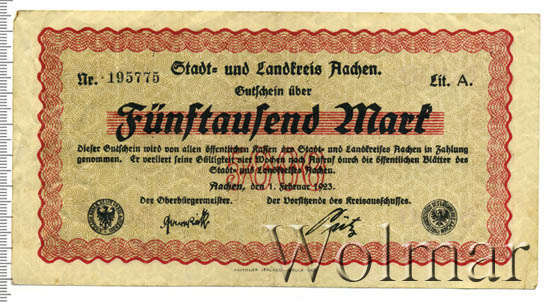 Stadt- und Landkreis Aachen.
Nr. 195775
Lit. A.
Gutschein über
Fünftausend Mark
Dieser Gutschein wird von allen öffentlichen Kassen des Stadt- und Landkreises Aachen in Zahlung
genommen. Er verliert seine Gültigkeit vier Wochen nach Aufruf durch die öffentlichen Blätter des
Stadt- und Landkreises Aachen.
Aachen, den 1. Februar 1923.
Der Oberbürgermeister. Der Vorsitzende des Kreisausschusses.
Wolmar